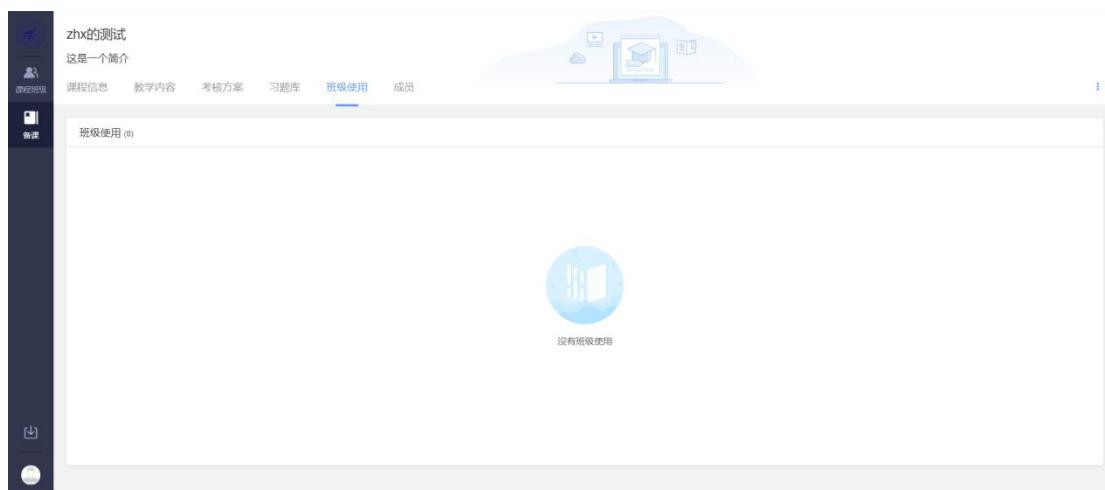 zhx的测试
这是一个简介
课程班级
课程信息 教学内容 考核方案 习题库 班级使用 成员
备课
班级使用 (0)
没有班级使用